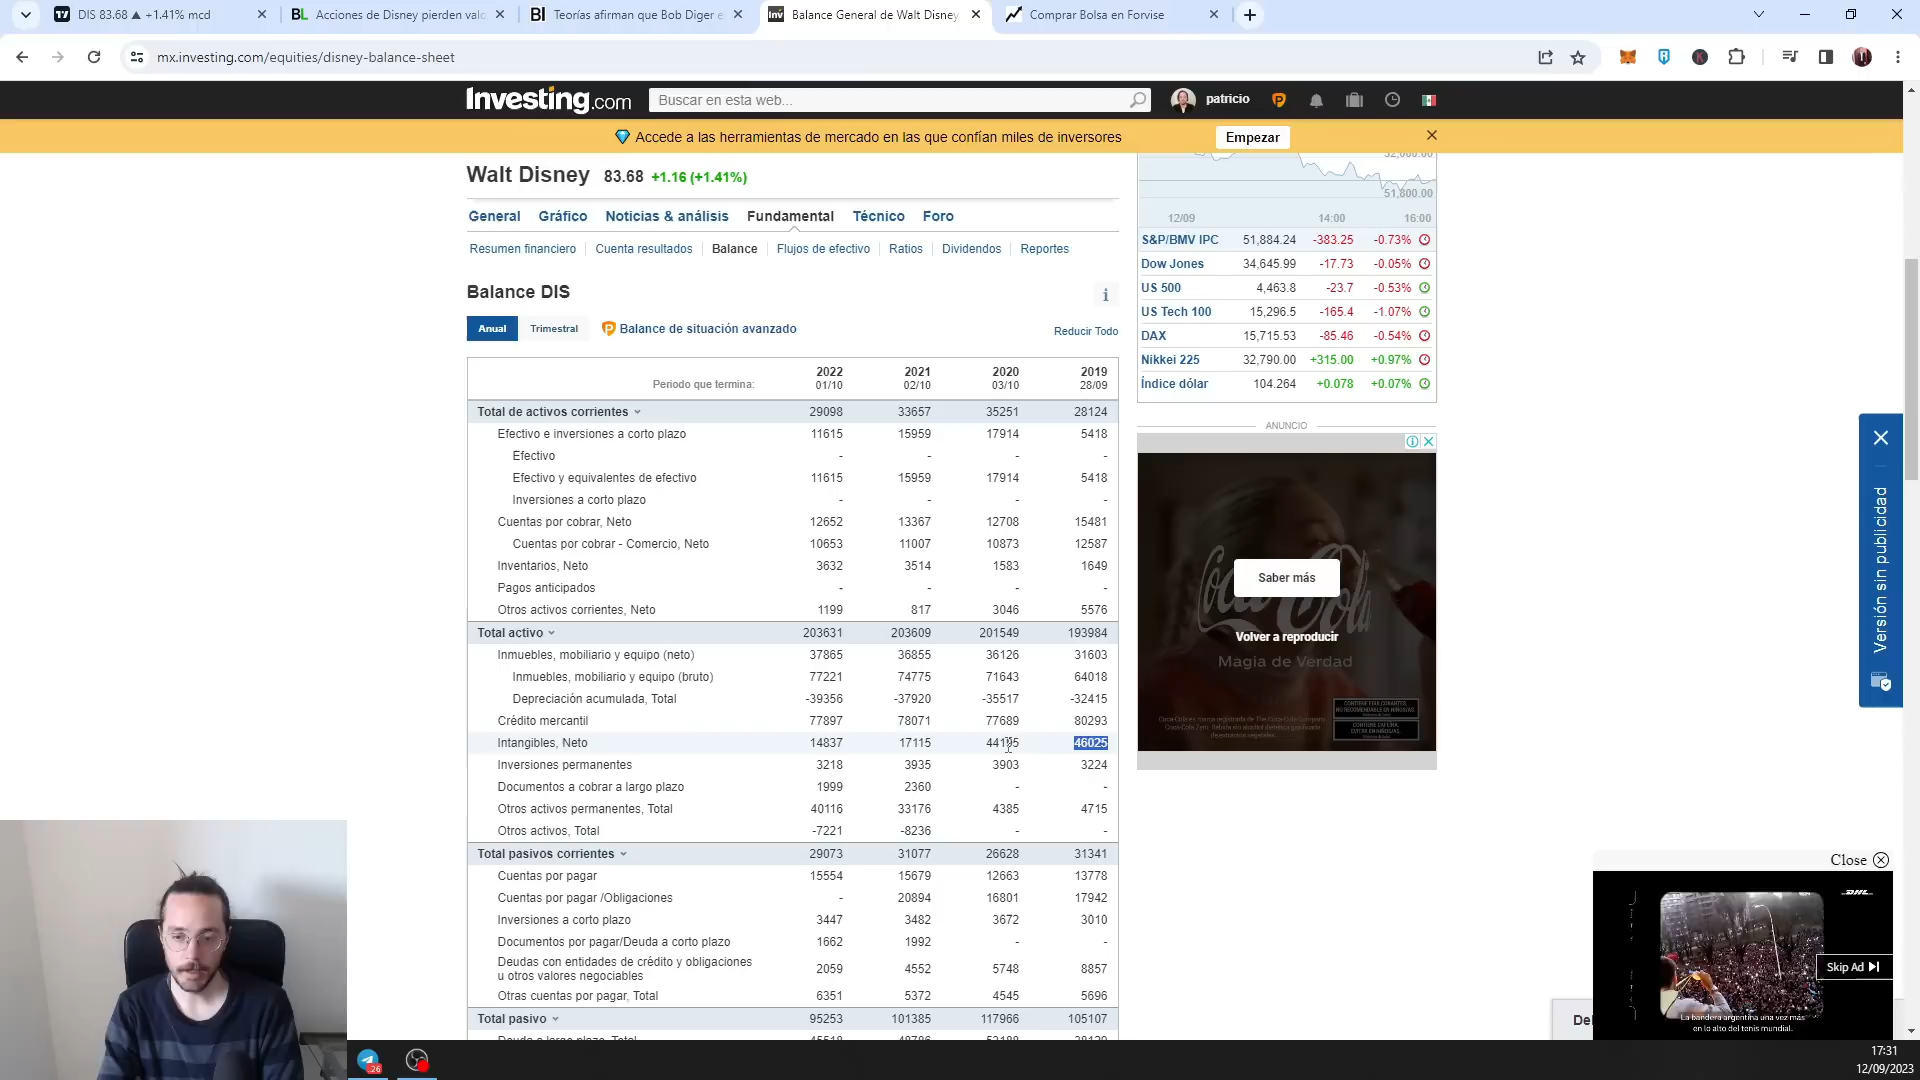 DIS 83.68 ▲ +1.41% mcd
Acciones de Disney pierden valo
Teorías afirman que Bob Diger e
Balance General de Walt Disney
Comprar Bolsa en Forvise
mx.investing.com/equities/disney-balance-sheet
Investing.com
Buscar en esta web...
patricio
Accede a las herramientas de mercado en las que confían miles de inversores
Empezar
Walt Disney 83.68 +1.16 (+1.41%)
General Gráfico Noticias & análisis Fundamental Técnico Foro
Resumen financiero Cuenta resultados Balance Flujos de efectivo Ratios Dividendos Reportes
Balance DIS
Anual Trimestral Balance de situación avanzado Reducir Todo
2022 2021 2020 2019
Periodo que termina: 01/10 02/10 03/10 28/09
Total de activos corrientes 29098 33657 35251 28124
Efectivo e inversiones a corto plazo 11615 15959 17914 5418
Efectivo - - - -
Efectivo y equivalentes de efectivo 11615 15959 17914 5418
Inversiones a corto plazo - - - -
Cuentas por cobrar, Neto 12652 13367 12708 15481
Cuentas por cobrar - Comercio, Neto 10653 11007 10873 12587
Inventarios, Neto 3632 3514 1583 1649
Pagos anticipados - - - -
Otros activos corrientes, Neto 1199 817 3046 5576
Total activo 203631 203609 201549 193984
Inmuebles, mobiliario y equipo (neto) 37865 36855 36126 31603
Inmuebles, mobiliario y equipo (bruto) 77221 74775 71643 64018
Depreciación acumulada, Total -39356 -37920 -35517 -32415
Crédito mercantil 77897 78071 77689 80293
Intangibles, Neto 14837 17115 46025
Inversiones permanentes 3218 3935 3903 3224
Documentos a cobrar a largo plazo 1999 2360 - -
Otros activos permanentes, Total 40116 33176 4385 4715
Otros activos, Total -7221 -8236 - -
Total pasivos corrientes 29073 31077 26628 31341
Cuentas por pagar 15554 15679 12663 13778
Cuentas por pagar /Obligaciones - 20894 16801 17942
Inversiones a corto plazo 3447 3482 3672 3010
Documentos por pagar/Deuda a corto plazo 1662 1992 - -
Deudas con entidades de crédito y obligaciones
u otros valores negociables 2059 4552 5748 8857
Otras cuentas por pagar, Total 6351 5372 4545 5696
Total pasivo 95253 101385 117966 105107
51,800.00
12/09 14:00 16:00
S&P/BMV IPC 51,884.24 -383.25 -0.73%
Dow Jones 34,645.99 -17.73 -0.05%
US 500 4,463.8 -23.7 -0.53%
US Tech 100 15,296.5 -165.4 -1.07%
DAX 15,715.53 -85.46 -0.54%
Nikkei 225 32,790.00 +315.00 +0.97%
Índice dólar 104.264 +0.078 +0.07%
ANUNCIO
Saber más
Volver a reproducir
Magia de Verdad
Versión sin publicidad
Close
Skip Ad
La bandera argentina una vez más
en lo alto del tenis mundial.
26
17:31
12/09/2023